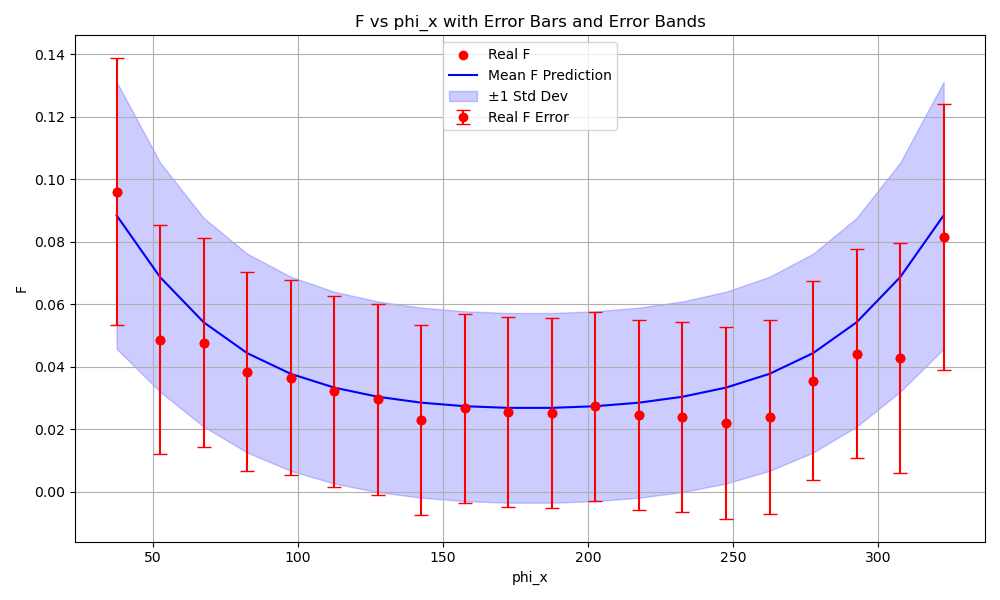 F vs phi_x with Error Bars and Error Bands
Real F
Mean F Prediction
±1 Std Dev
Real F Error
F
0.14
0.12
0.10
0.08
0.06
0.04
0.02
0.00
50
100
150
200
250
300
phi_x